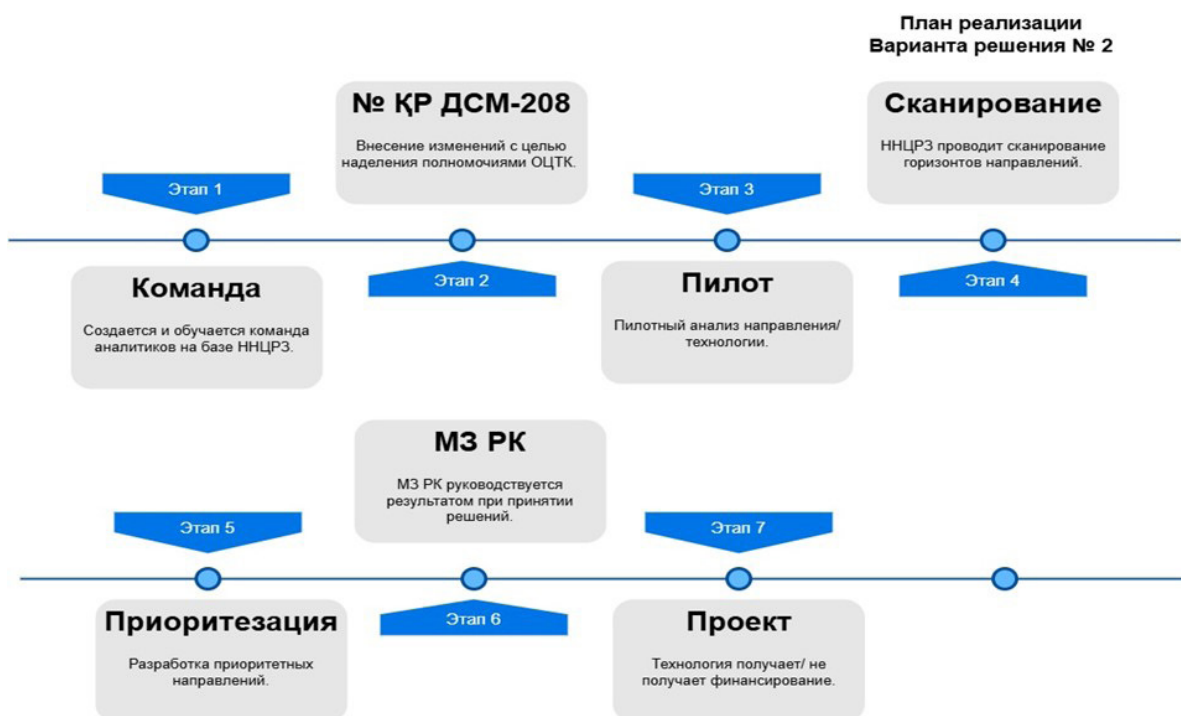 План реализации
Варианта решения № 2
№ ҚР ДСМ-208
Внесение изменений с целью
наделения полномочиями ОЦТК.
Сканирование
ННЦРЗ проводит сканирование
горизонтов направлений.
Этап 1
Этап 3
Команда
Создается и обучается команда
аналитиков на базе ННЦРЗ.
Этап 2
Пилот
Пилотный анализ направления/
технологии.
Этап 4
МЗ РК
МЗ РК руководствуется
результатом при принятии
решений.
Этап 5
Этап 7
Приоритезация
Разработка приоритетных
направлений.
Этап 6
Проект
Технология получает/ не
получает финансирование.